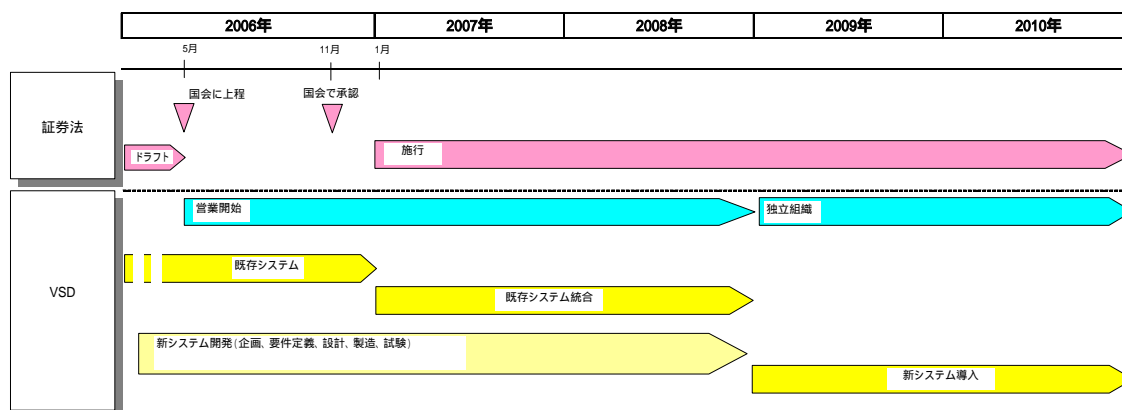 2006年 2007年 2008年 2009年 2010年
5月 11月 1月
国会に上程 国会で承認
証券法
ドラフト 施行
営業開始 独立組織
既存システム
VSD
既存システム統合
新システム開発(企画、要件定義、設計、製造、試験)
新システム導入